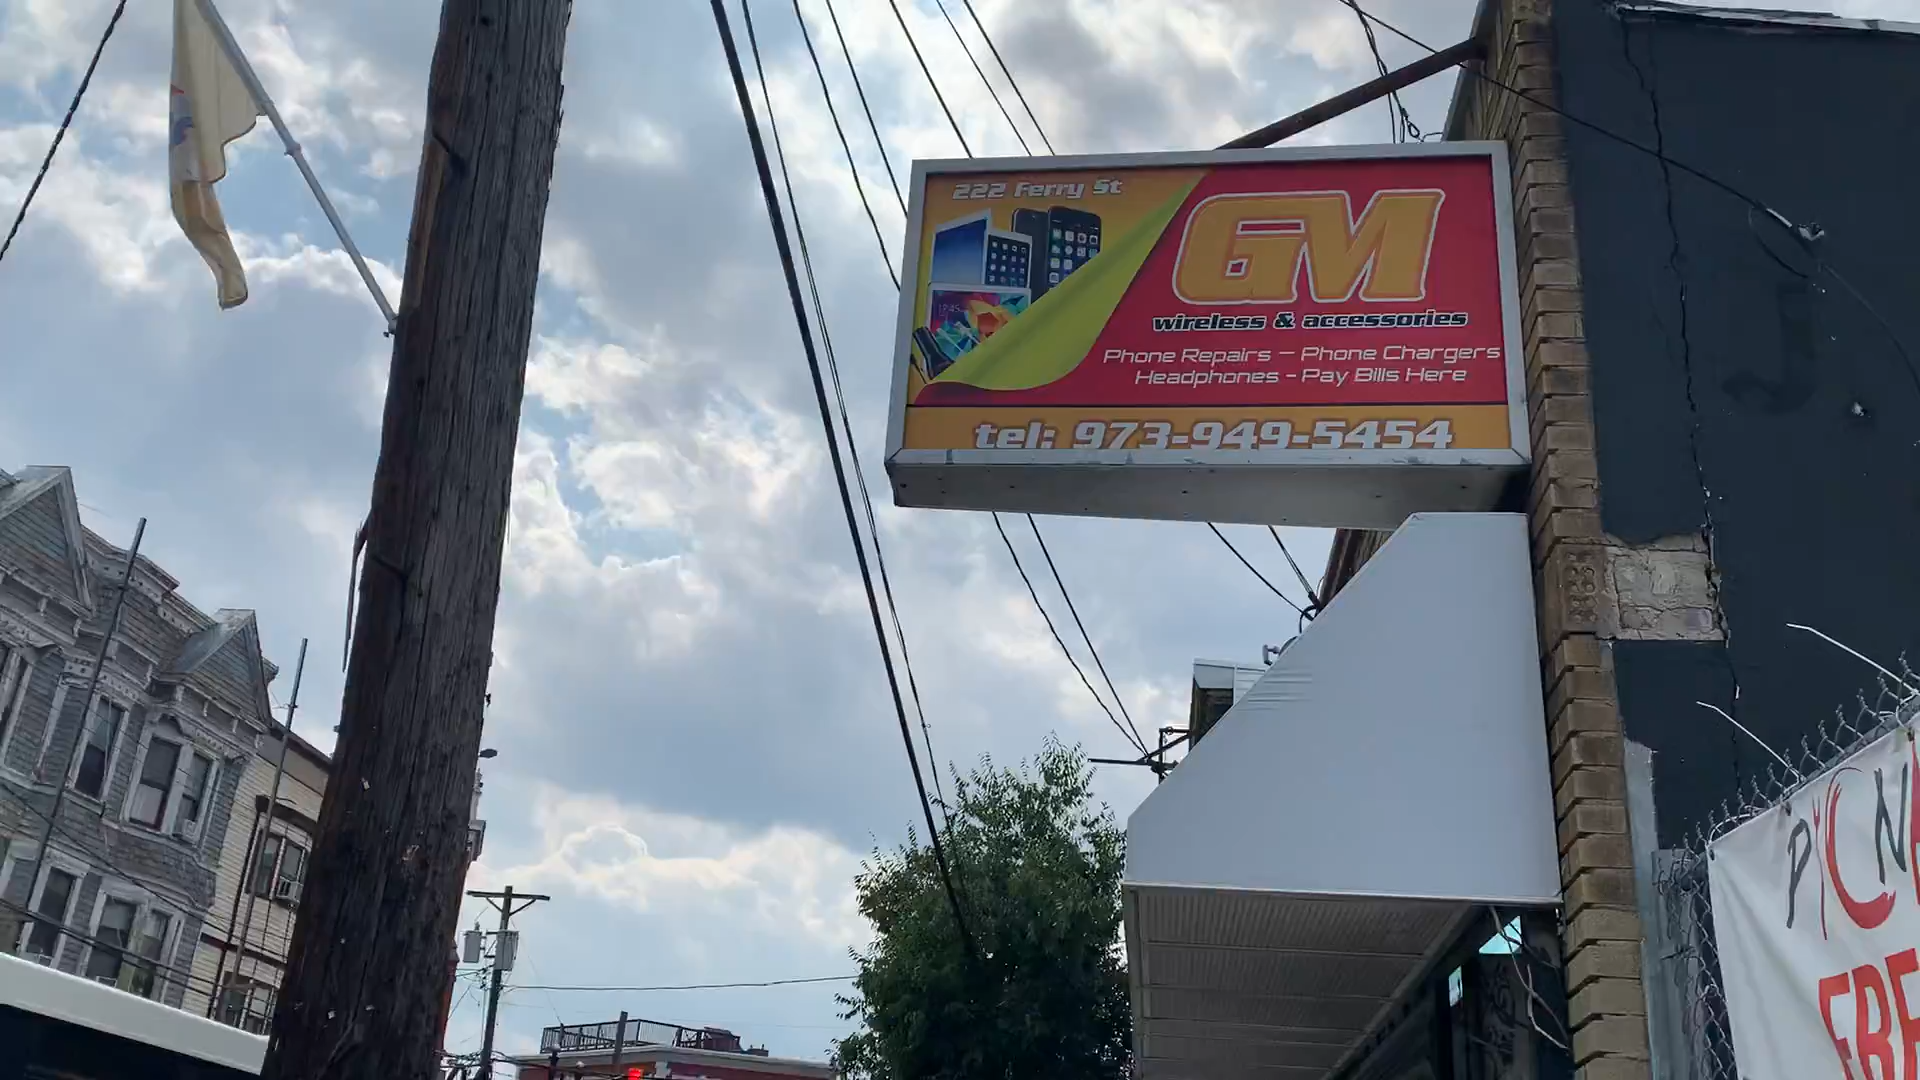 222 Ferry St
GM
wireless & accessories
Phone Repairs – Phone Chargers
Headphones - Pay Bills Here
tel: 973-949-5454